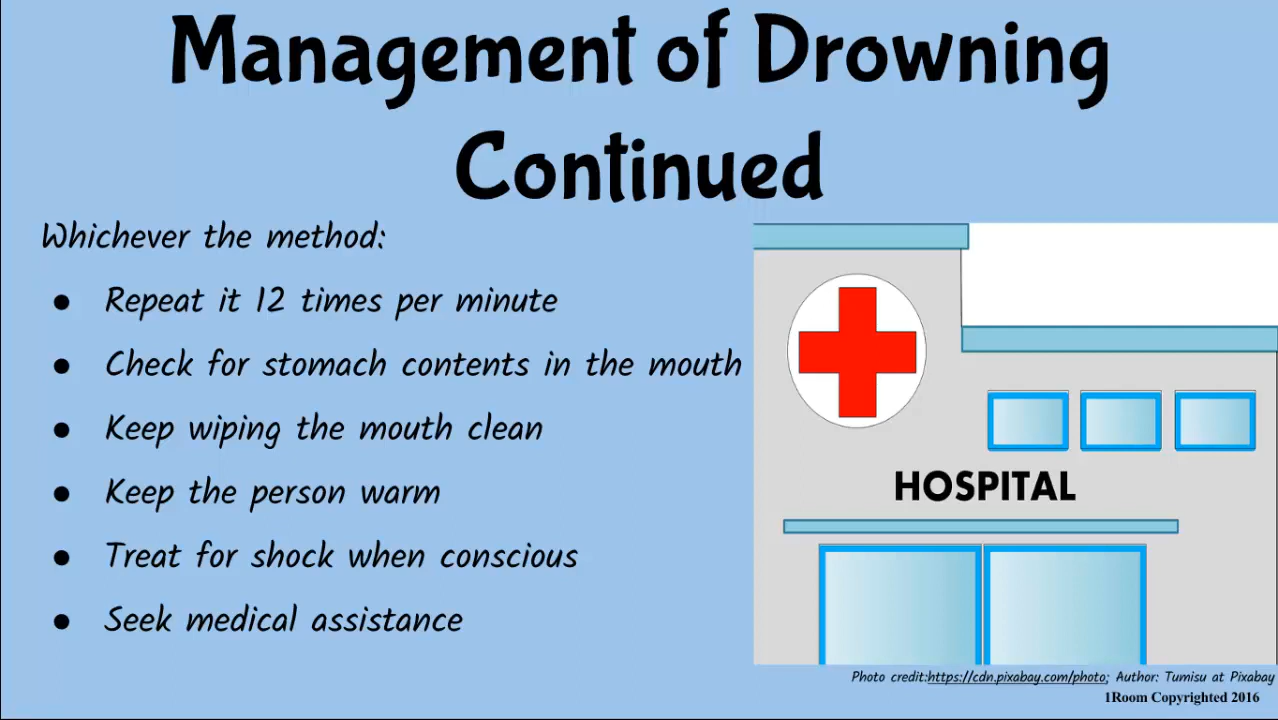 Management of Drowning
Continued
Whichever the method:
● Repeat it 12 times per minute
● Check for stomach contents in the mouth
● Keep wiping the mouth clean
● Keep the person warm
● Treat for shock when conscious
● Seek medical assistance
HOSPITAL
Photo credit:https://cdn.pixabay.com/photo; Author: Tumisu at Pixabay
1Room Copyrighted 2016